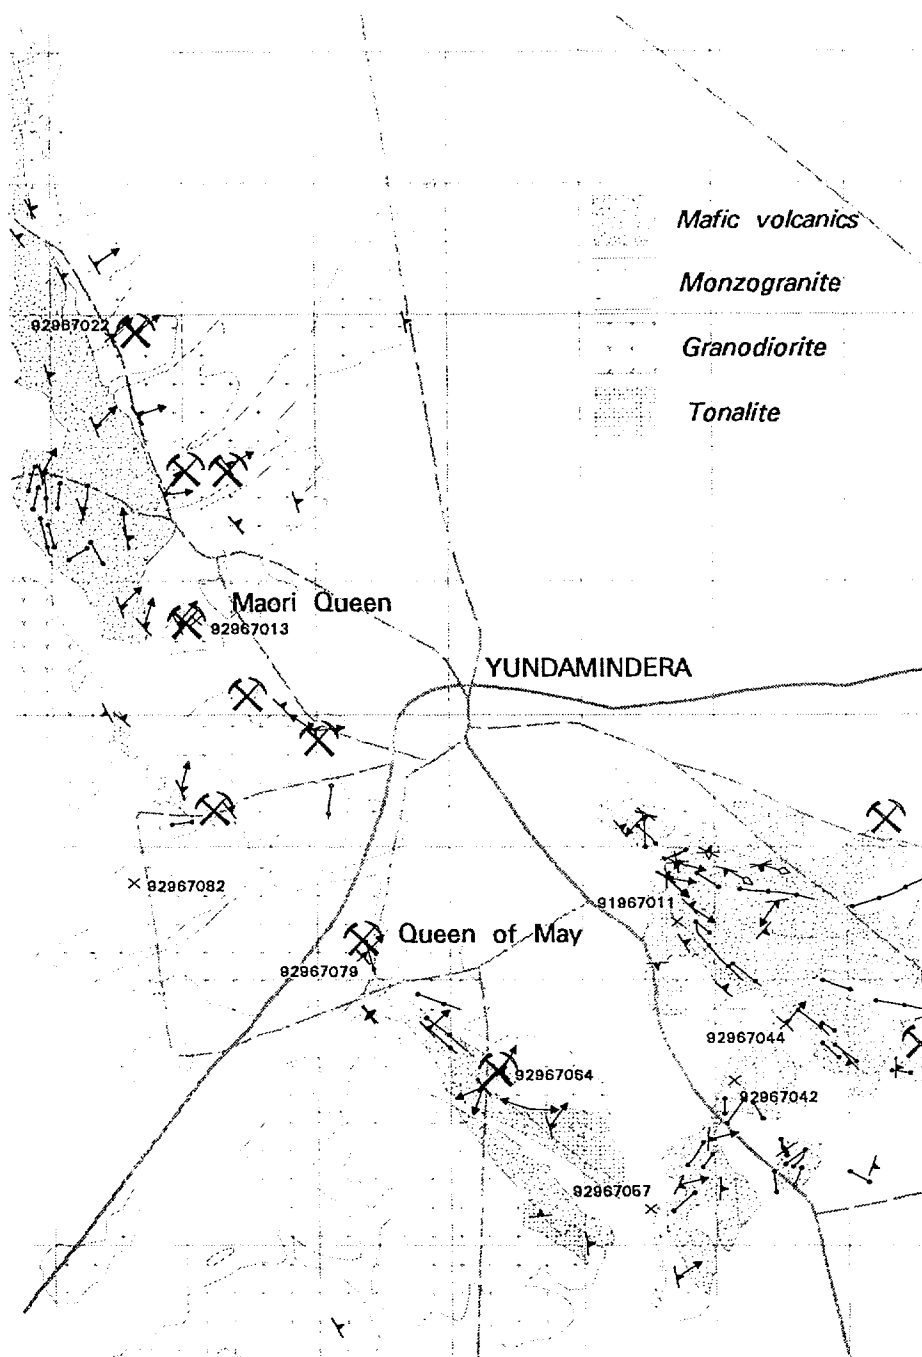 Mafic volcanics
Monzogranite
92967022
Granodiorite
Tonalite
Maori Queen
92967013
YUNDAMINDERA
92967082
91967011
Queen of May
92967079
92967044
92967064
92967042
92967057